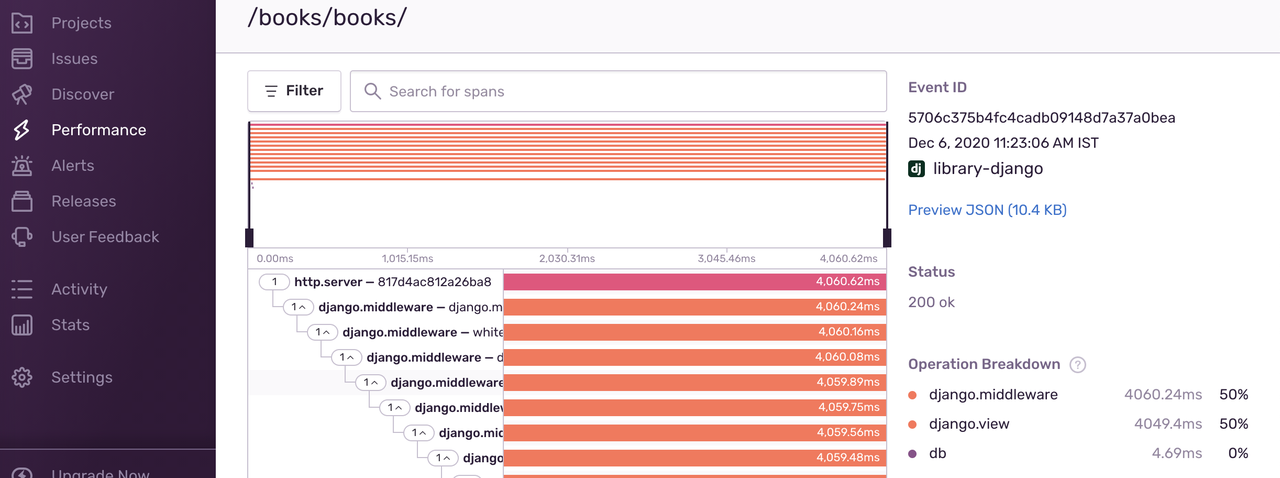 /books/books/
Projects
Issues
Discover
Performance
Alerts
Releases
User Feedback
Activity
Stats
Settings
Upgrade Now
Filter
Search for spans
0.00ms 1,015.15ms 2,030.31ms 3,045.46ms 4,060.62ms
1 http.server — 817d4ac812a26ba8 4,060.62ms
1 django.middleware — django.m 4,060.24ms
1 django.middleware — white 4,060.16ms
1 django.middleware — d 4,060.08ms
1 django.middleware 4,059.89ms
1 django.middlev 4,059.75ms
1 django.mid 4,059.56ms
1 django 4,059.48ms
Event ID
5706c375b4fc4cadb09148d7a37a0bea
Dec 6, 2020 11:23:06 AM IST
dj library-django
Preview JSON (10.4 KB)
Status
200 ok
Operation Breakdown ?
django.middleware 4060.24ms 50%
django.view 4049.4ms 50%
db 4.69ms 0%